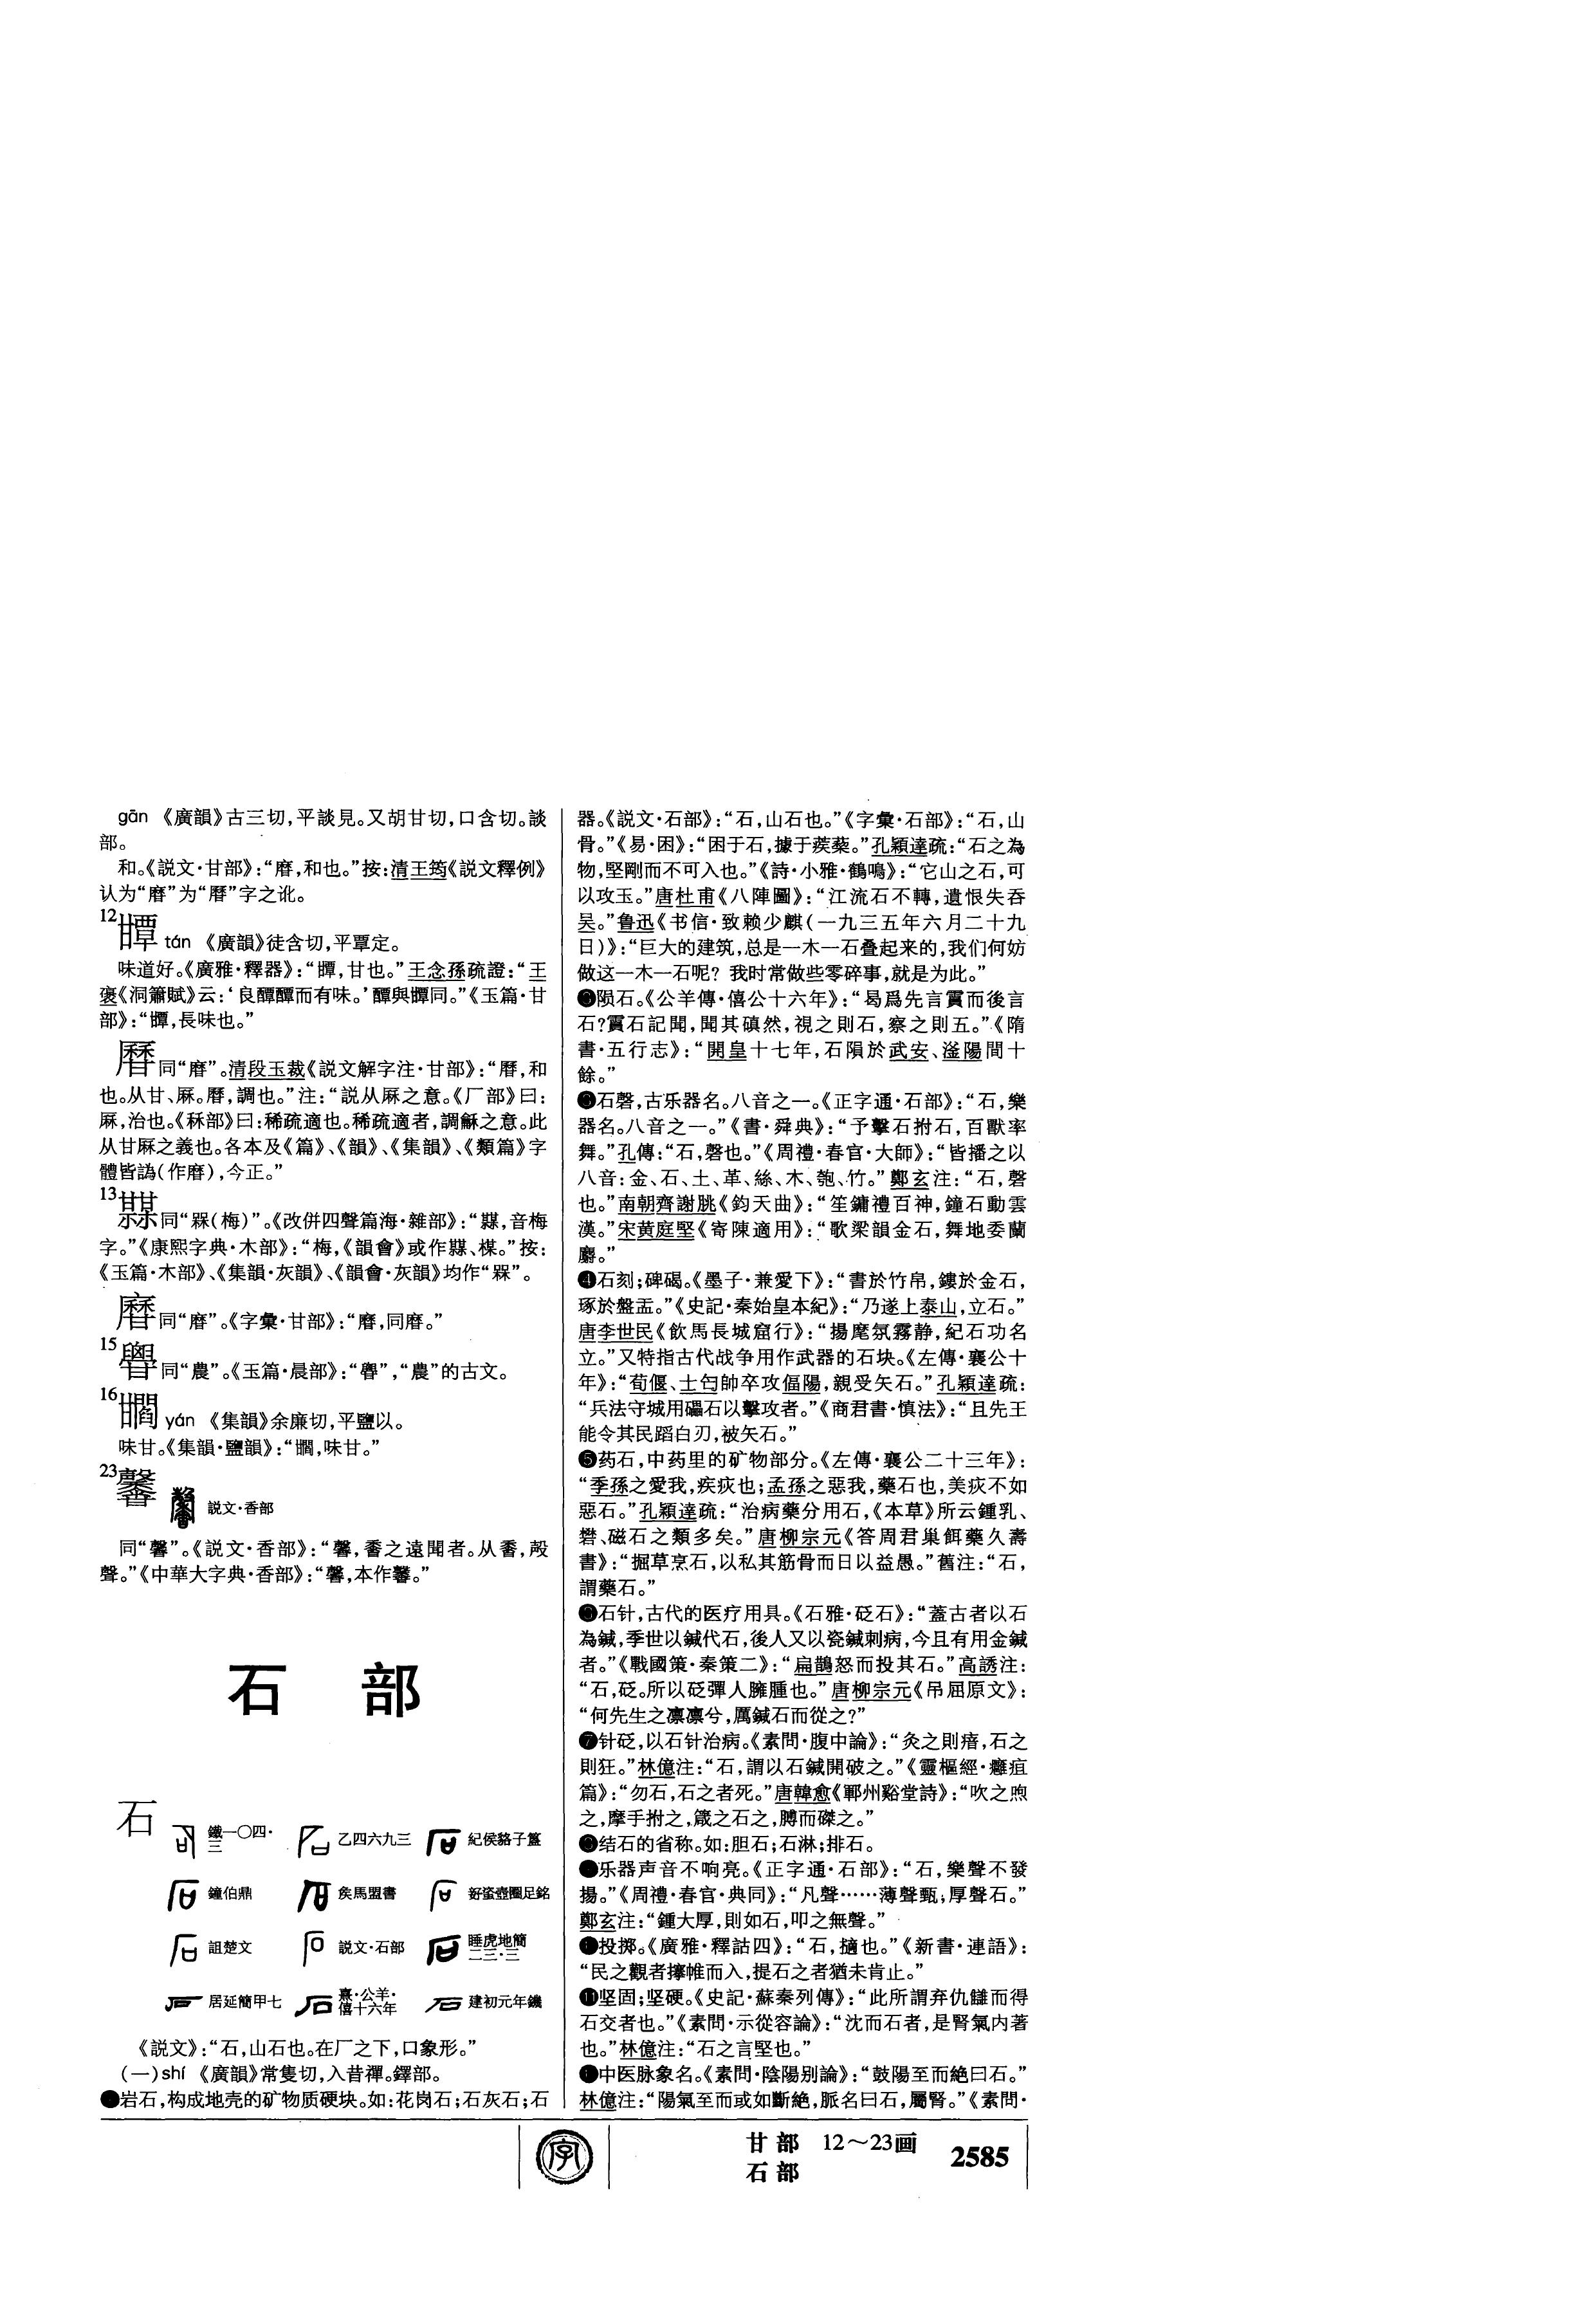 gān 《廣韻》古三切,平談見。又胡甘切,口含切。談
部。
和。《説文·甘部》:“磿,和也。”按:清王筠《説文釋例》
认为“磿”为“曆”字之讹。
12
tán 《廣韻》徒含切,平覃定。
味道好。《廣雅·釋器》:“,甘也。”王念孫疏證:“王
褒《洞簫賦》云:‘良醰醰而有味。’醰與同。”《玉篇·甘
部》:“,長味也。”
同“”。清段玉裁《説文解字注·甘部》:“,和
也。从甘、厤。,調也。”注:“説从厤之意。《厂部》曰:
厤,治也。《秝部》曰:稀疏適也。稀疏適者,調龢之意。此
从甘厤之義也。各本及《篇》、《韻》、《集韻》、《類篇》字
體皆譌(作),今正。”
13
同“槑(梅)”。《改併四聲篇海·雜部》:“,音梅
字。”《康熙字典·木部》:“梅,《韻會》或作、楳。”按:
《玉篇·木部》、《集韻·灰韻》、《韻會·灰韻》均作“槑”。
同“”。《字彙·甘部》:“,同。”
15
同“農”。《玉篇·晨部》:“”,“農”的古文。
16
yán 《集韻》余廉切,平鹽以。
味甘。《集韻·鹽韻》:“,味甘。”
23
説文·香部
同“馨”。《説文·香部》:“馨,香之遠聞者。从香,殸
聲。”《中華大字典·香部》:“馨,本作。”
石 部
石
鐵一〇四·三 乙四六九三 紀侯貉子簋
鐘伯鼎 矦馬盟書 𧊒壺圈足銘
詛楚文 説文·石部 睡虎地簡二三·三
居延簡甲七 熹·公羊·僖十六年 建初元年鐖
《説文》:“石,山石也。在厂之下,口象形。”
(一)shí 《廣韻》常隻切,入昔禪。鐸部。
●岩石,构成地壳的矿物质硬块。如:花岗石;石灰石;石
器。《説文·石部》:“石,山石也。”《字彙·石部》:“石,山
骨。”《易·困》:“困于石,據于蒺蔾。”孔穎達疏:“石之為
物,堅剛而不可入也。”《詩·小雅·鶴鳴》:“它山之石,可
以攻玉。”唐杜甫《八陣圖》:“江流石不轉,遺恨失吞
吴。”鲁迅《书信·致赖少麒(一九三五年六月二十九
日)》:“巨大的建筑,总是一木一石叠起来的,我们何妨
做这一木一石呢? 我时常做些零碎事,就是为此。”
❷陨石。《公羊傳·僖公十六年》:“曷爲先言霣而後言
石?霣石記聞,聞其磌然,視之則石,察之則五。”《隋
書·五行志》:“開皇十七年,石隕於武安、滏陽間十
餘。”
❸石磬,古乐器名。八音之一。《正字通·石部》:“石,樂
器名。八音之一。”《書·舜典》:“予擊石拊石,百獸率
舞。”孔傳:“石,磬也。”《周禮·春官·大師》:“皆播之以
八音:金、石、土、革、絲、木、匏、竹。”鄭玄注:“石,磬
也。”南朝齊謝朓《鈞天曲》:“笙鏞禮百神,鐘石動雲
漢。”宋黄庭堅《寄陳適用》:“歌梁韻金石,舞地委蘭
麝。”
❹石刻;碑碣。《墨子·兼愛下》:“書於竹帛,鏤於金石,
琢於盤盂。”《史記·秦始皇本紀》:“乃遂上泰山,立石。”
唐李世民《飲馬長城窟行》:“揚麾氛霧静,紀石功名
立。”又特指古代战争用作武器的石块。《左傳·襄公十
年》:“荀偃、士匄帥卒攻偪陽,親受矢石。”孔穎達疏:
“兵法守城用礧石以擊攻者。”《商君書·慎法》:“且先王
能令其民蹈白刃,被矢石。”
❺药石,中药里的矿物部分。《左傳·襄公二十三年》:
“季孫之愛我,疾疢也;孟孫之惡我,藥石也,美疢不如
惡石。”孔穎達疏:“治病藥分用石,《本草》所云鍾乳、
礬、磁石之類多矣。”唐柳宗元《答周君巢餌藥久壽
書》:“掘草烹石,以私其筋骨而日以益愚。”舊注:“石,
謂藥石。”
❻石针,古代的医疗用具。《石雅·砭石》:“蓋古者以石
為鍼,季世以鍼代石,後人又以瓷鍼刺病,今且有用金鍼
者。”《戰國策·秦策二》:“扁鵲怒而投其石。”高誘注:
“石,砭。所以砭彈人臃腫也。”唐柳宗元《吊屈原文》:
“何先生之凛凛兮,厲鍼石而從之?”
❼针砭,以石针治病。《素問·腹中論》:“灸之則瘖,石之
則狂。”林億注:“石,謂以石鍼開破之。”《靈樞經·癰疽
篇》:“勿石,石之者死。”唐韓愈《鄆州谿堂詩》:“吹之煦
之,摩手拊之,箴之石之,膊而磔之。”
❽结石的省称。如:胆石;石淋;排石。
●乐器声音不响亮。《正字通·石部》:“石,樂聲不發
揚。”《周禮·春官·典同》:“凡聲……薄聲甄;厚聲石。”
鄭玄注:“鍾大厚,則如石,叩之無聲。”
●投掷。《廣雅·釋詁四》:“石,擿也。”《新書·連語》:
“民之觀者搴帷而入,提石之者猶未肯止。”
⓫坚固;坚硬。《史記·蘇秦列傳》:“此所謂弃仇讎而得
石交者也。”《素問·示從容論》:“沈而石者,是腎氣内著
也。”林億注:“石之言堅也。”
●中医脉象名。《素問·陰陽别論》:“鼓陽至而絶曰石。”
林億注:“陽氣至而或如斷絶,脈名曰石,屬腎。”《素問·
字
甘部 12～23画 2585
石部